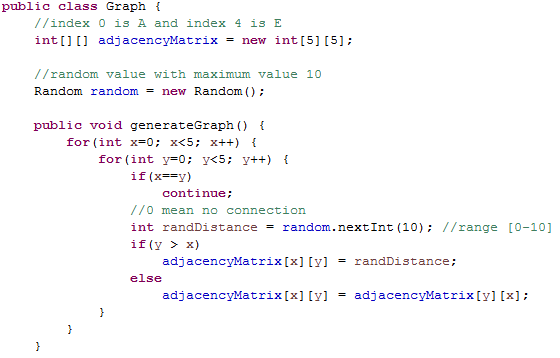 public class Graph {
    //index 0 is A and index 4 is E
    int[][] adjacencyMatrix = new int[5][5];

    //random value with maximum value 10
    Random random = new Random();

    public void generateGraph() {
        for(int x=0; x<5; x++) {
            for(int y=0; y<5; y++) {
                if(x==y)
                    continue;
                //0 mean no connection
                int randDistance = random.nextInt(10); //range [0-10]
                if(y > x)
                    adjacencyMatrix[x][y] = randDistance;
                else
                    adjacencyMatrix[x][y] = adjacencyMatrix[y][x];
            }
        }
    }